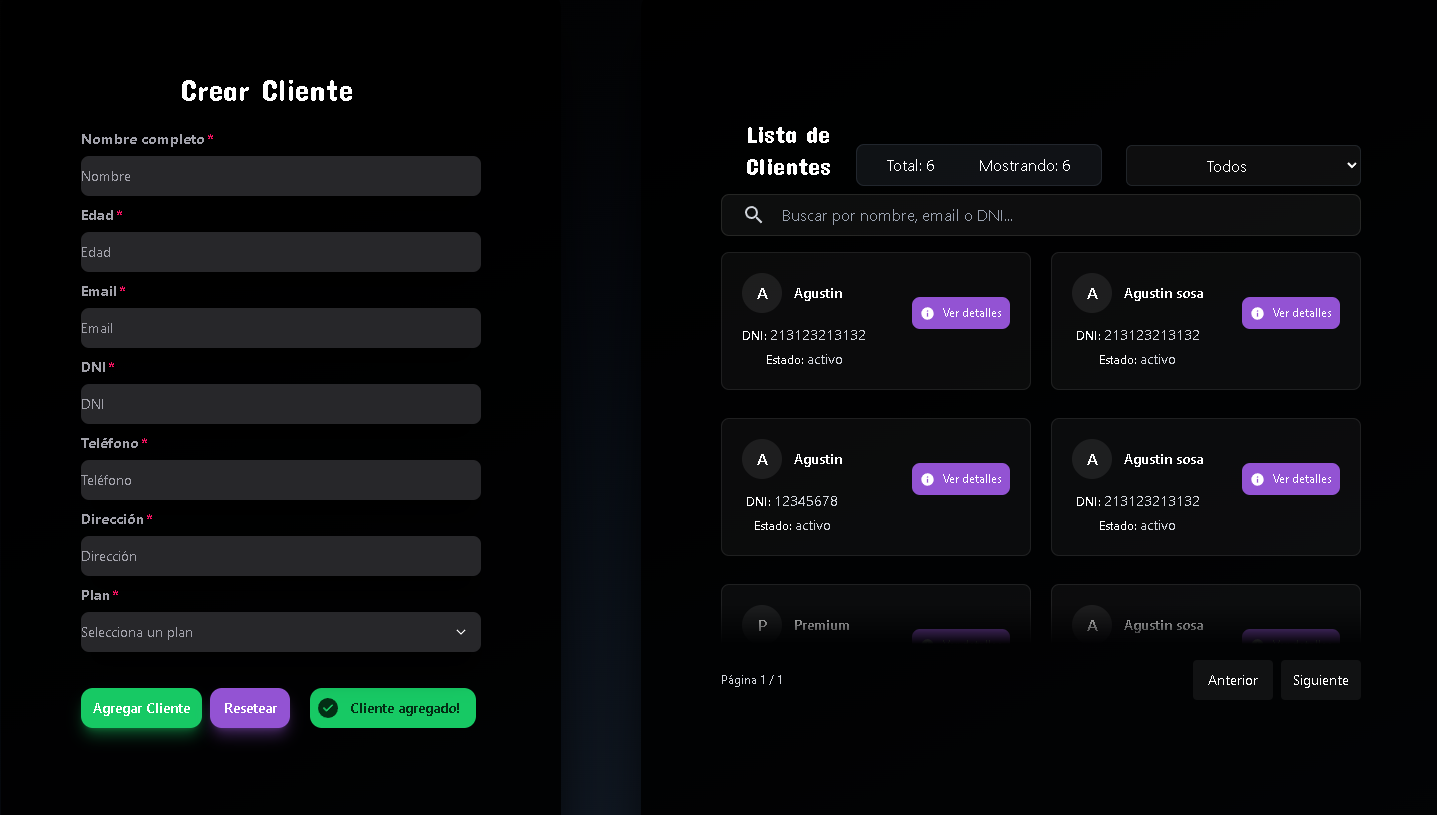 Crear Cliente
Nombre completo *
Nombre
Edad *
Edad
Email *
Email
DNI *
DNI
Teléfono *
Teléfono
Dirección *
Dirección
Plan *
Selecciona un plan
Agregar Cliente
Resetear
Cliente agregado!
Lista de
Clientes
Total: 6
Mostrando: 6
Todos
Buscar por nombre, email o DNI...
A
Agustin
Ver detalles
DNI: 213123213132
Estado: activo
A
Agustin sosa
Ver detalles
DNI: 213123213132
Estado: activo
A
Agustin
Ver detalles
DNI: 12345678
Estado: activo
A
Agustin sosa
Ver detalles
DNI: 213123213132
Estado: activo
P
Premium
A
Agustin sosa
Página 1 / 1
Anterior
Siguiente